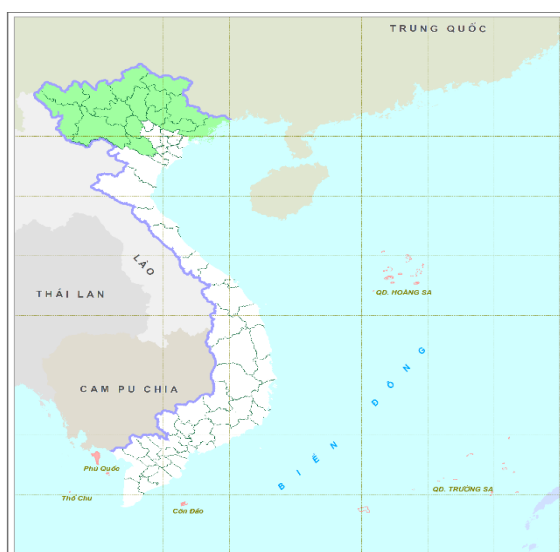 TRUNG QUỐC
LÀO
THÁI LAN
QĐ. HOÀNG SA
BIỂN ĐÔNG
CAM PU CHIA
Phú Quốc
Thổ Chu
Côn Đảo
QĐ. TRƯỜNG SA